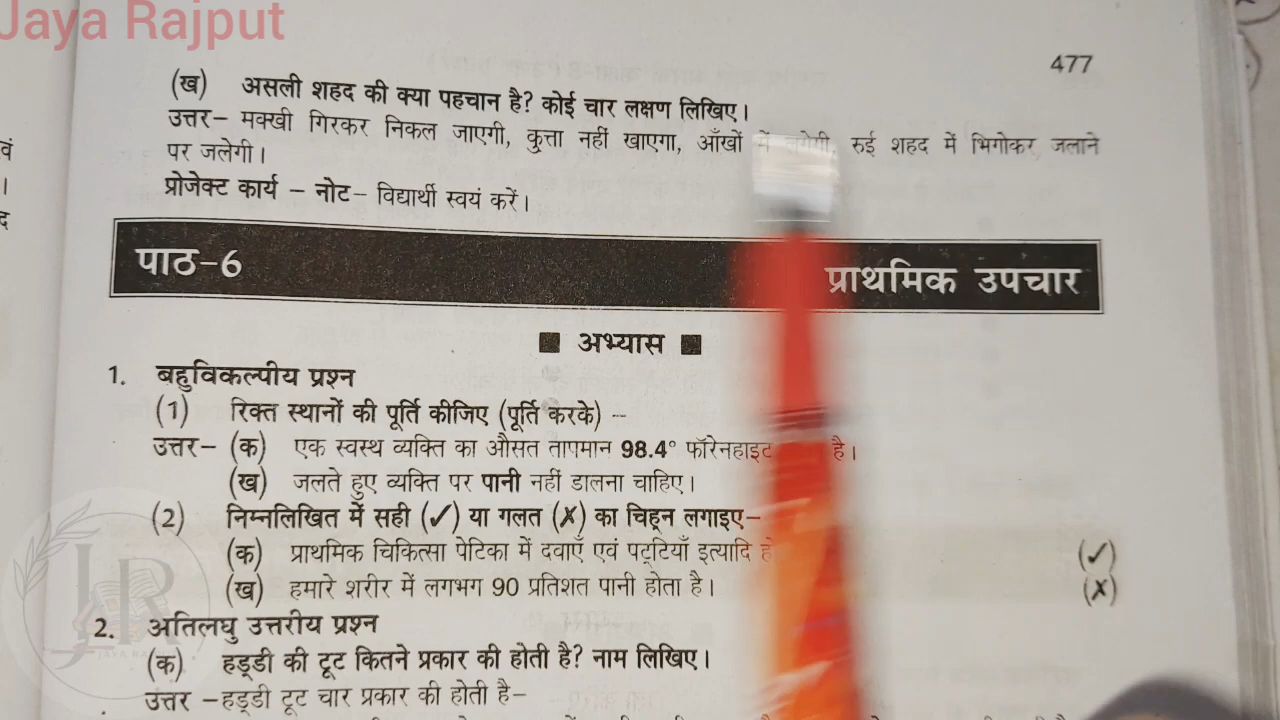 Jaya Rajput
477
(ख) असली शहद की क्या पहचान है? कोई चार लक्षण लिखिए।
उत्तर– मक्खी गिरकर निकल जाएगी, कुत्ता नहीं खाएगा, आँखों में लगेगी, रुई शहद में भिगोकर जलाने
पर जलेगी।
प्रोजेक्ट कार्य – नोट– विद्यार्थी स्वयं करें।
पाठ–6 प्राथमिक उपचार
■ अभ्यास ■
1. बहुविकल्पीय प्रश्न
(1) रिक्त स्थानों की पूर्ति कीजिए (पूर्ति करके) –
उत्तर– (क) एक स्वस्थ व्यक्ति का औसत तापमान 98.4° फॉरेनहाइट है।
(ख) जलते हुए व्यक्ति पर पानी नहीं डालना चाहिए।
(2) निम्नलिखित में सही (✓) या गलत (✗) का चिह्न लगाइए–
(क) प्राथमिक चिकित्सा पेटिका में दवाएँ एवं पट्टियाँ इत्यादि (✓)
(ख) हमारे शरीर में लगभग 90 प्रतिशत पानी होता है। (✗)
2. अतिलघु उत्तरीय प्रश्न
(क) हड्डी की टूट कितने प्रकार की होती है? नाम लिखिए।
उत्तर –हड्डी टूट चार प्रकार की होती है–
JR
JAYA RAJPUT